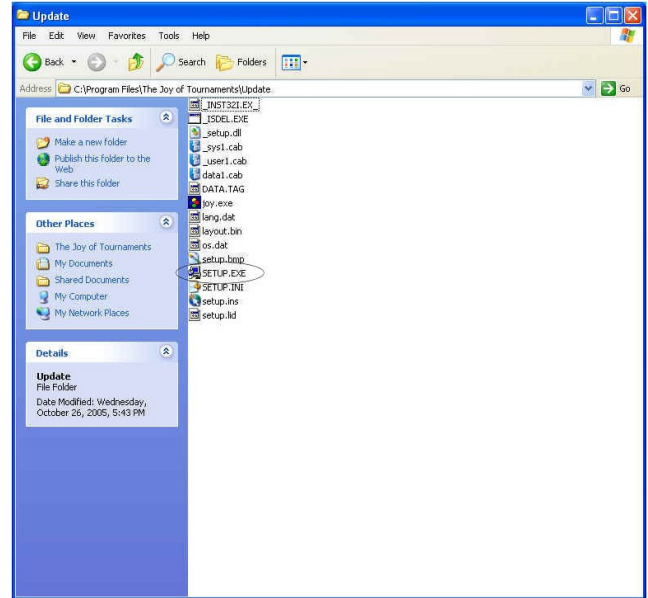 Update
File Edit View Favorites Tools Help
Back Search Folders
Address C:\Program Files\The Joy of Tournaments\Update Go
File and Folder Tasks
Make a new folder
Publish this folder to the
Web
Share this folder
Other Places
The Joy of Tournaments
My Documents
Shared Documents
My Computer
My Network Places
Details
Update
File Folder
Date Modified: Wednesday,
October 26, 2005, 5:43 PM
_INST32I.EX_
_ISDEL.EXE
_setup.dll
_sys1.cab
_user1.cab
data1.cab
DATA.TAG
joy.exe
lang.dat
layout.bin
os.dat
setup.bmp
SETUP.EXE
SETUP.INI
setup.ins
setup.lid